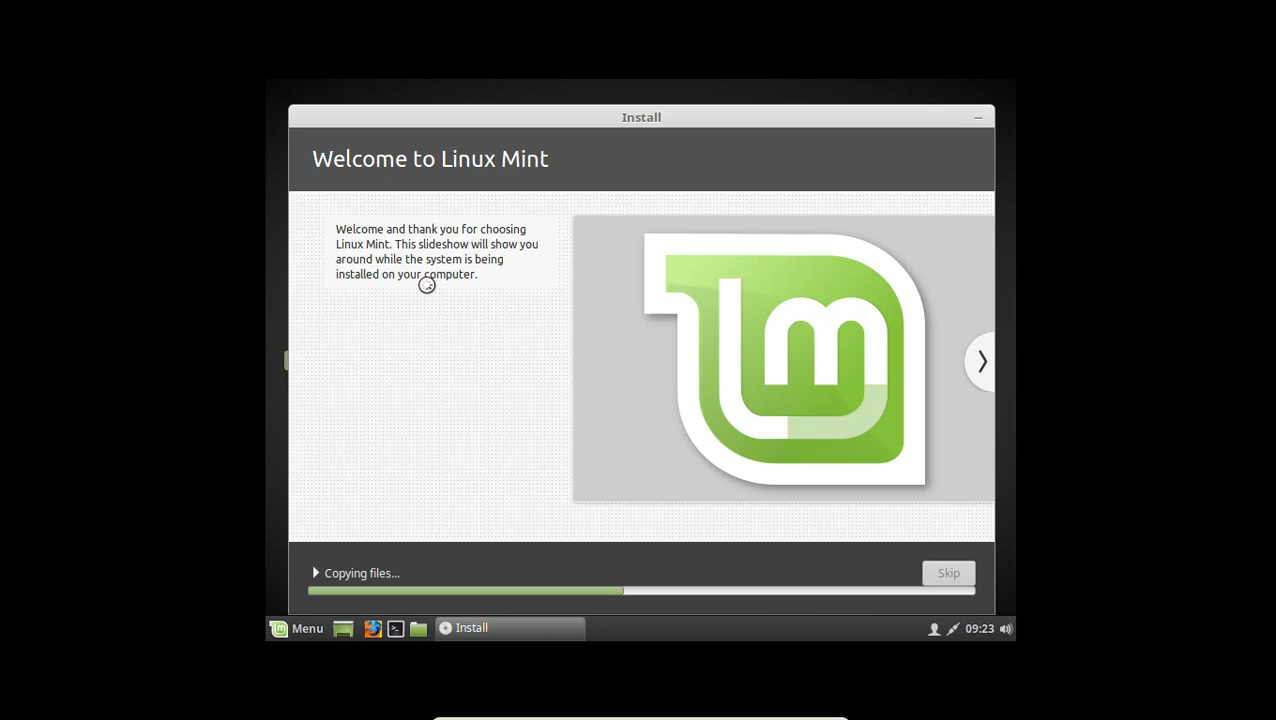 Install
Welcome to Linux Mint
Welcome and thank you for choosing
Linux Mint. This slideshow will show you
around while the system is being
installed on your computer.
Copying files...
Skip
Menu
Install
09:23